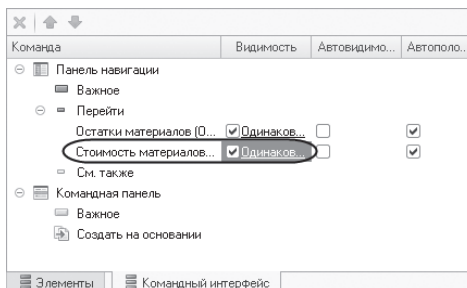 Команда Видимость Автовидимо... Автополо...
Панель навигации
Важное
Перейти
Остатки материалов (О... Одинаков...
Стоимость материалов... Одинаков...
См. также
Командная панель
Важное
Создать на основании
Элементы Командный интерфейс